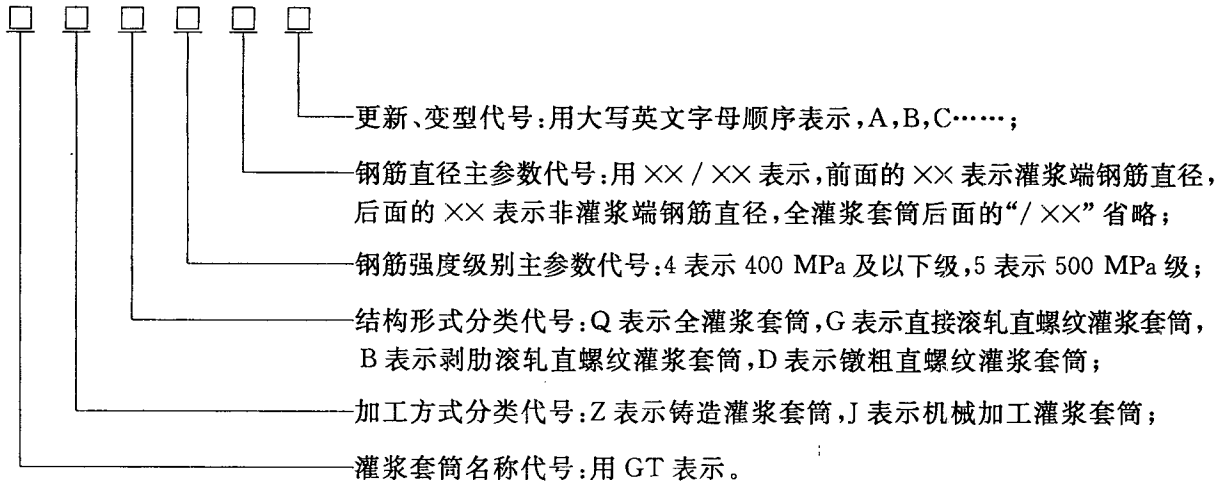 更新、变型代号:用大写英文字母顺序表示,A,B,C……;
钢筋直径主参数代号:用 ××/×× 表示,前面的 ×× 表示灌浆端钢筋直径,
后面的 ×× 表示非灌浆端钢筋直径,全灌浆套筒后面的“/××”省略;
钢筋强度级别主参数代号:4 表示 400 MPa 及以下级,5 表示 500 MPa 级;
结构形式分类代号:Q 表示全灌浆套筒,G 表示直接滚轧直螺纹灌浆套筒,
B 表示剥肋滚轧直螺纹灌浆套筒,D 表示镦粗直螺纹灌浆套筒;
加工方式分类代号:Z 表示铸造灌浆套筒,J 表示机械加工灌浆套筒;
灌浆套筒名称代号:用 GT 表示。